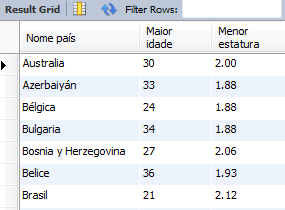 Result Grid Filter Rows:
Nome país Maior idade Menor estatura
Australia 30 2.00
Azerbaiyán 33 1.88
Bélgica 24 1.88
Bulgaria 34 1.88
Bosnia y Herzegovina 27 2.06
Belice 36 1.93
Brasil 21 2.12